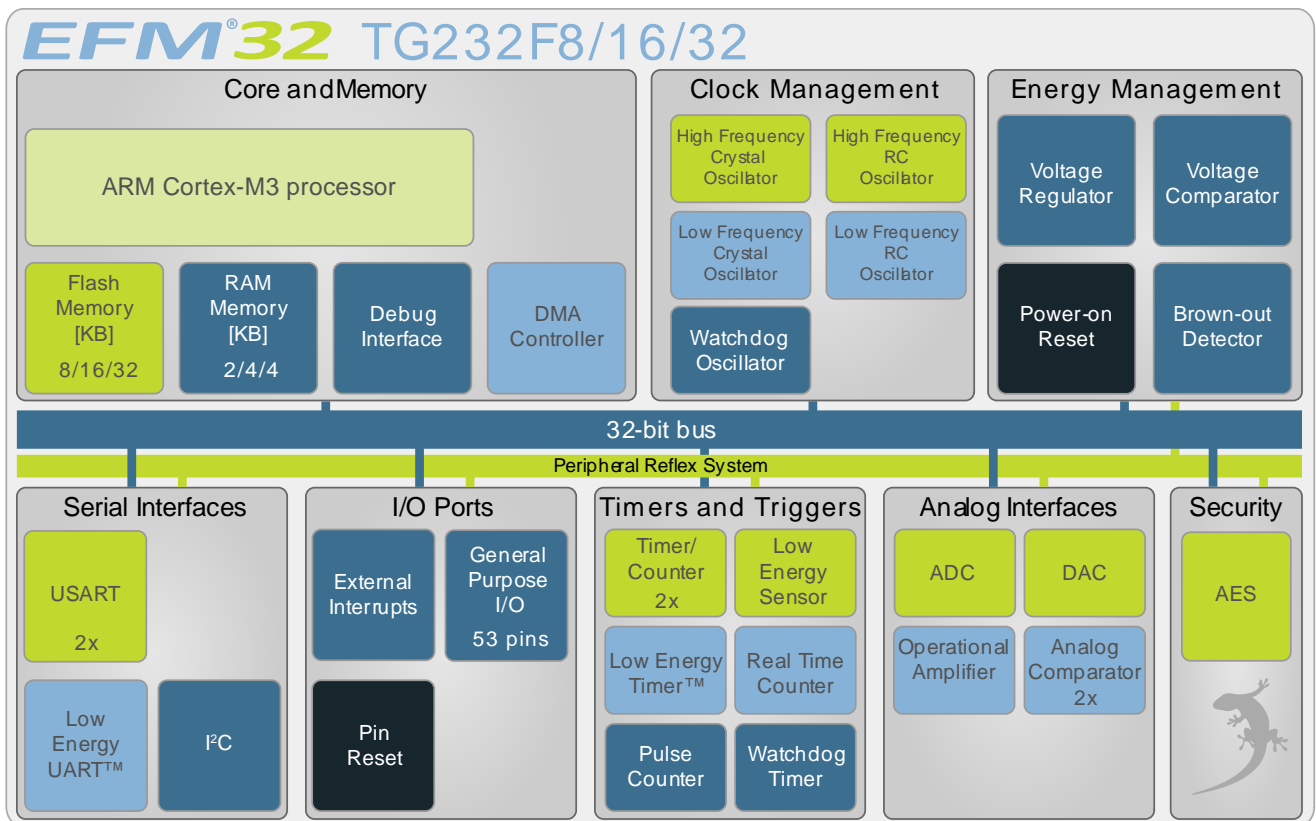 EFM®32 TG232F8/16/32
Core and Memory
ARM Cortex-M3 processor
Flash
Memory
[KB]
8/16/32
RAM
Memory
[KB]
2/4/4
Debug
Interface
DMA
Controller
Clock Management
High Frequency
Crystal
Oscillator
High Frequency
RC
Oscillator
Low Frequency
Crystal
Oscillator
Low Frequency
RC
Oscillator
Watchdog
Oscillator
Energy Management
Voltage
Regulator
Voltage
Comparator
Power-on
Reset
Brown-out
Detector
32-bit bus
Peripheral Reflex System
Serial Interfaces
USART
2x
Low
Energy
UART™
I²C
I/O Ports
External
Interrupts
General
Purpose
I/O
53 pins
Pin
Reset
Timers and Triggers
Timer/
Counter
2x
Low
Energy
Sensor
Low Energy
Timer™
Real Time
Counter
Pulse
Counter
Watchdog
Timer
Analog Interfaces
ADC
DAC
Operational
Amplifier
Analog
Comparator
2x
Security
AES